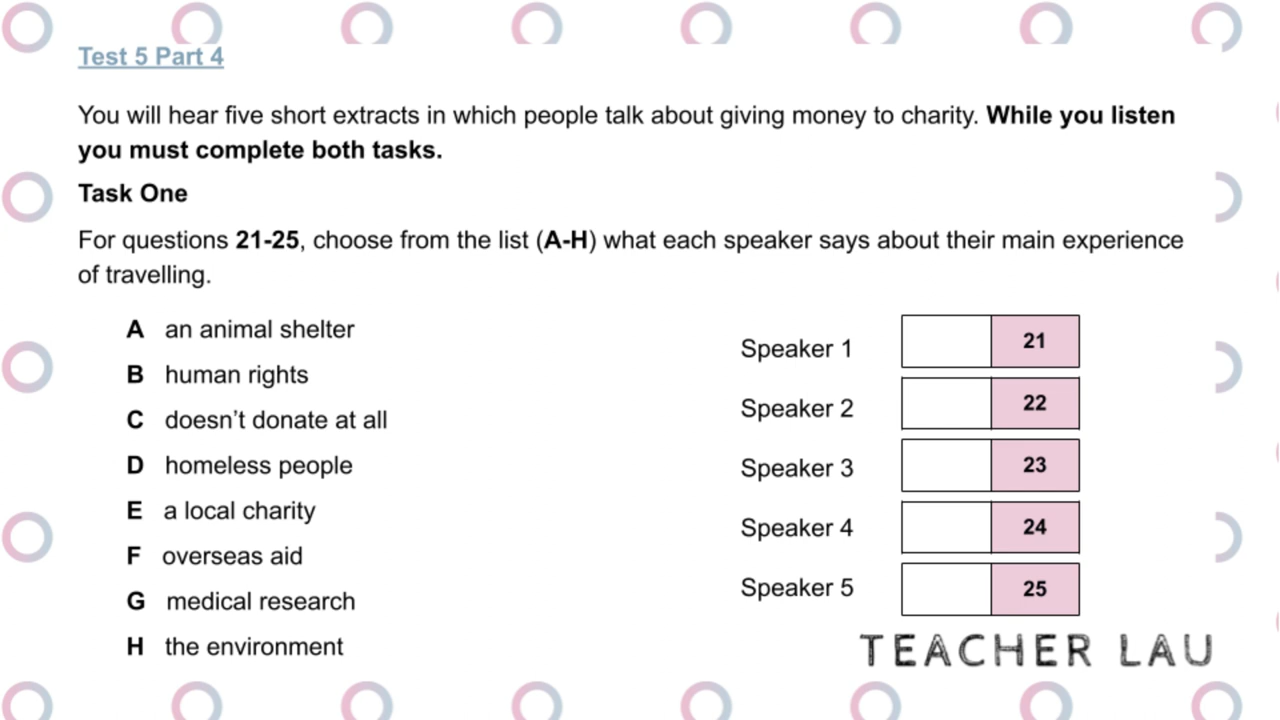 Test 5 Part 4
You will hear five short extracts in which people talk about giving money to charity. While you listen
you must complete both tasks.
Task One
For questions 21-25, choose from the list (A-H) what each speaker says about their main experience
of travelling.
A an animal shelter
B human rights
C doesn’t donate at all
D homeless people
E a local charity
F overseas aid
G medical research
H the environment
Speaker 1 21
Speaker 2 22
Speaker 3 23
Speaker 4 24
Speaker 5 25
TEACHER LAU